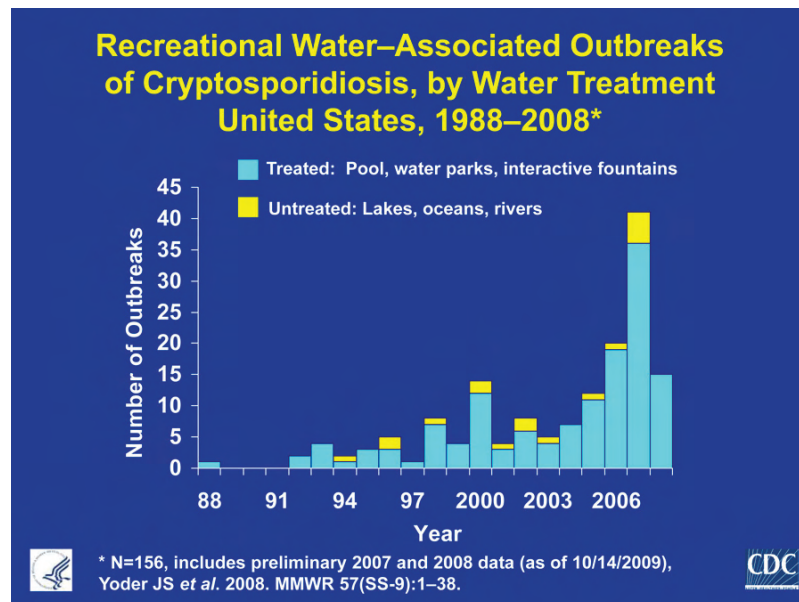 Recreational Water–Associated Outbreaks
of Cryptosporidiosis, by Water Treatment
United States, 1988–2008*
Treated: Pool, water parks, interactive fountains
Untreated: Lakes, oceans, rivers
Number of Outbreaks
45
40
35
30
25
20
15
10
5
0
88 91 94 97 2000 2003 2006
Year
* N=156, includes preliminary 2007 and 2008 data (as of 10/14/2009),
Yoder JS et al. 2008. MMWR 57(SS-9):1–38.
CDC